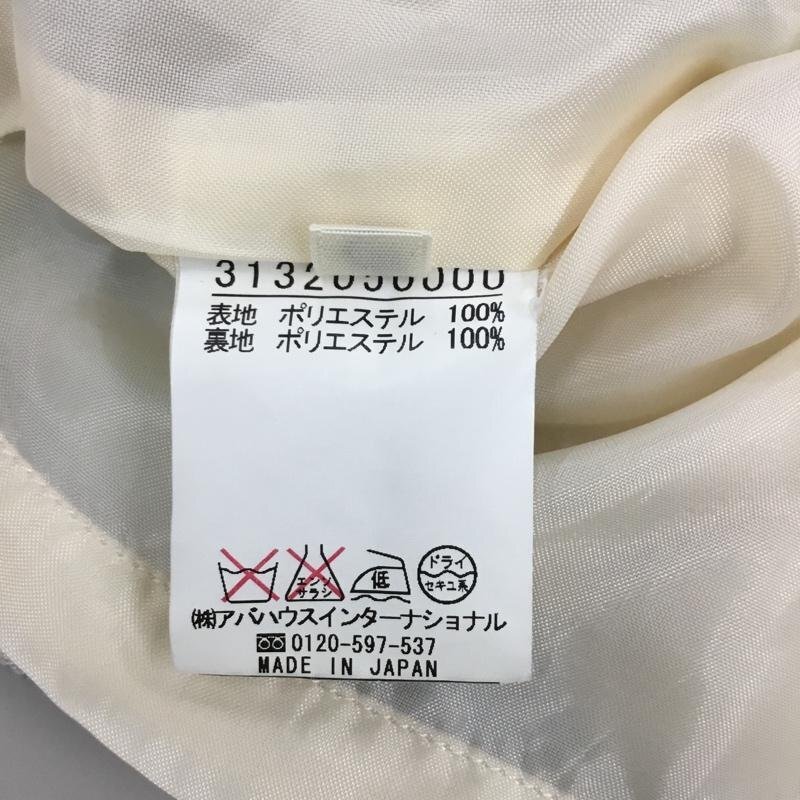 表地 ポリエステル 100%
裏地 ポリエステル 100%
エンソ
サラシ
低
ドライ
セキユ系
㈱アバハウスインターナショナル
0120-597-537
MADE IN JAPAN